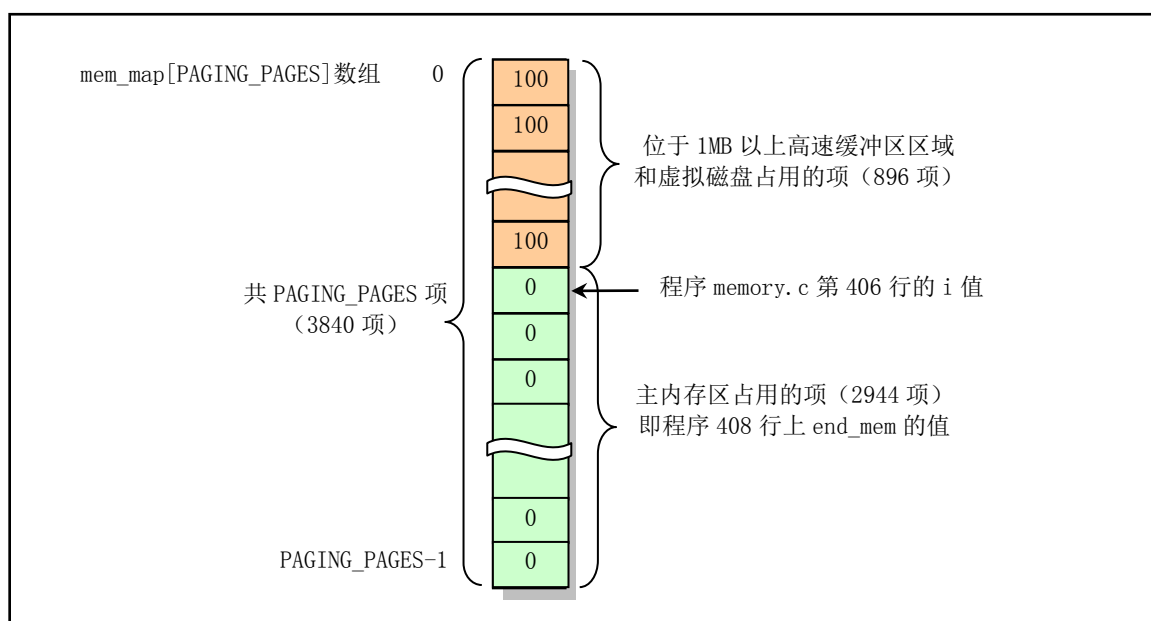 mem_map[PAGING_PAGES]数组 0
100
100
位于 1MB 以上高速缓冲区区域
和虚拟磁盘占用的项（896 项）
100
共 PAGING_PAGES 项
（3840 项）
0
程序 memory.c 第 406 行的 i 值
0
0
主内存区占用的项（2944 项）
即程序 408 行上 end_mem 的值
0
PAGING_PAGES-1
0